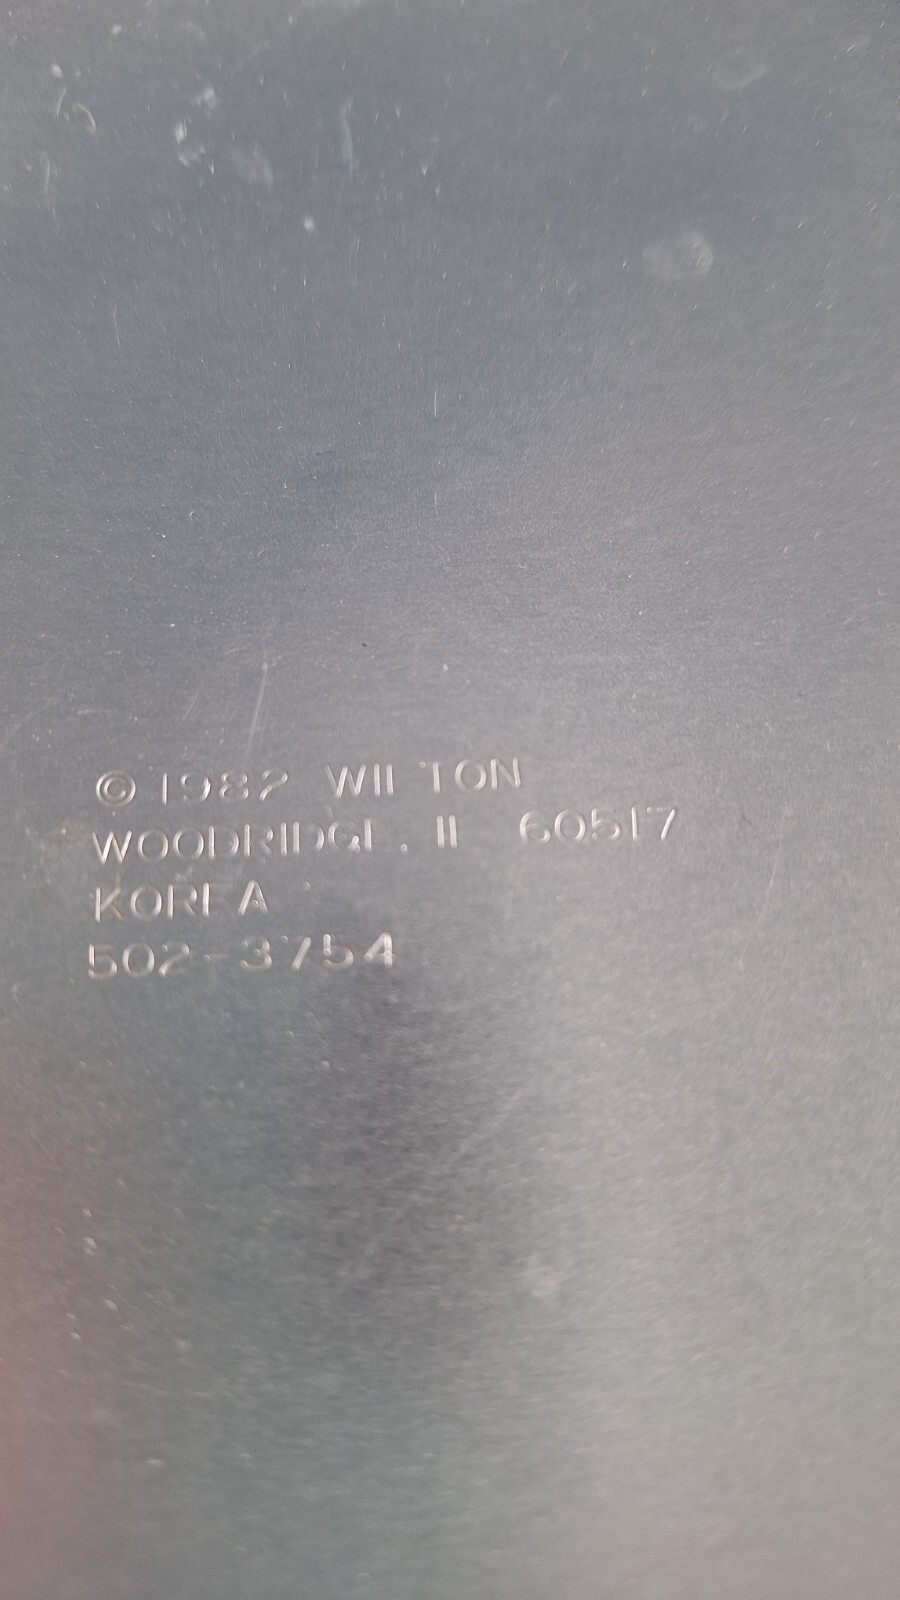 © 1982 WILTON
WOODRIDGE, IL 60517
KOREA
502-3754